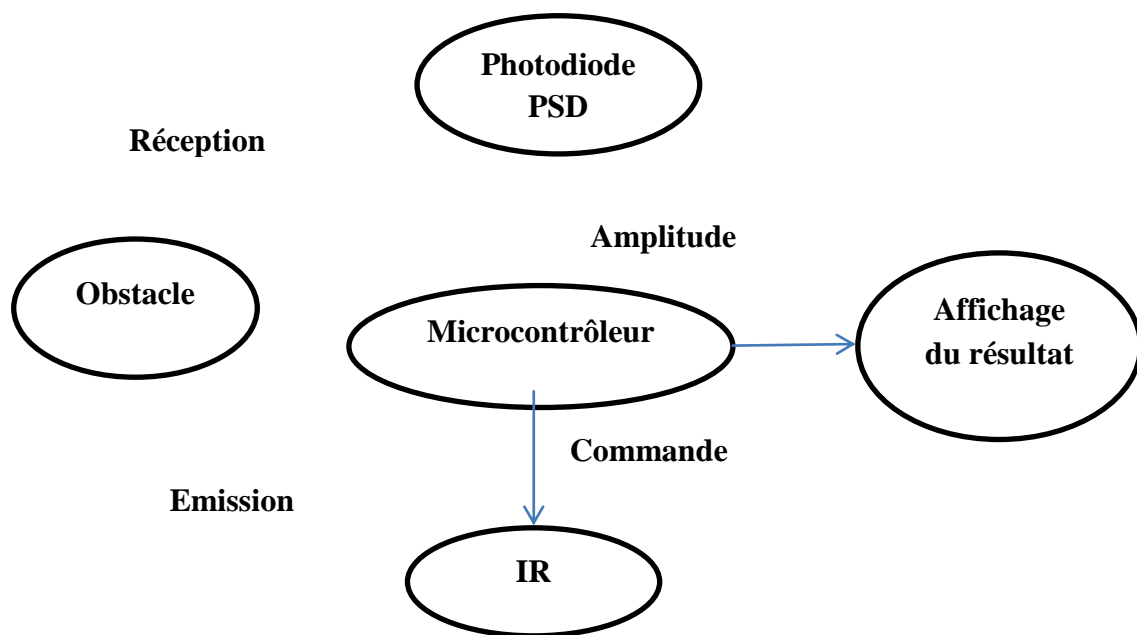 Photodiode
PSD
Réception
Amplitude
Obstacle
Microcontrôleur
Affichage
du résultat
Commande
Emission
IR